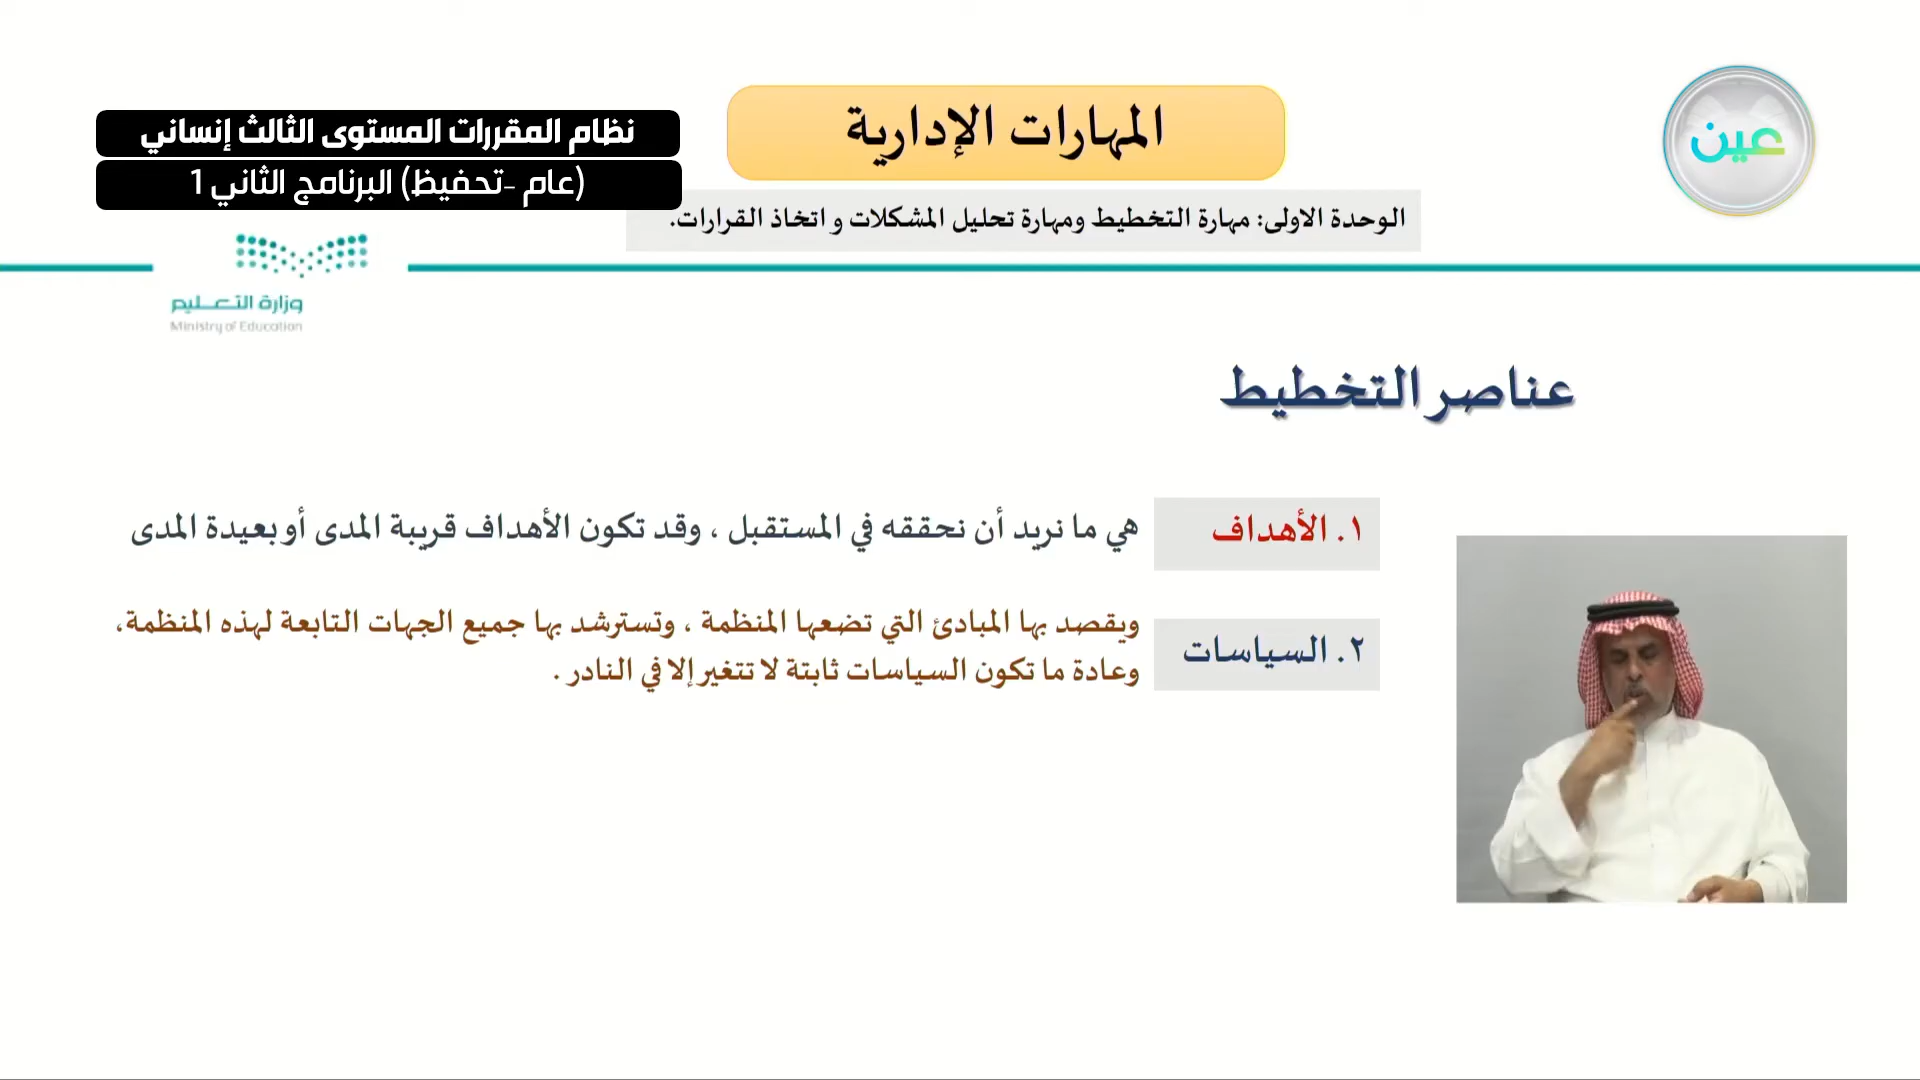 المهارات الإدارية
نظام المقررات المستوى الثالث إنساني
(عام -تحفيظ) البرنامج الثاني 1
عين
الوحدة الاولى: مهارة التخطيط ومهارة تحليل المشكلات و اتخاذ القرارات.
وزارة التعليم
Ministry of Education
عناصر التخطيط
١. الأهداف
هي ما نريد أن نحققه في المستقبل ، وقد تكون الأهداف قريبة المدى أو بعيدة المدى
٢. السياسات
ويقصد بها المبادئ التي تضعها المنظمة ، وتسترشد بها جميع الجهات التابعة لهذه المنظمة،
وعادة ما تكون السياسات ثابتة لا تتغير إلا في النادر .